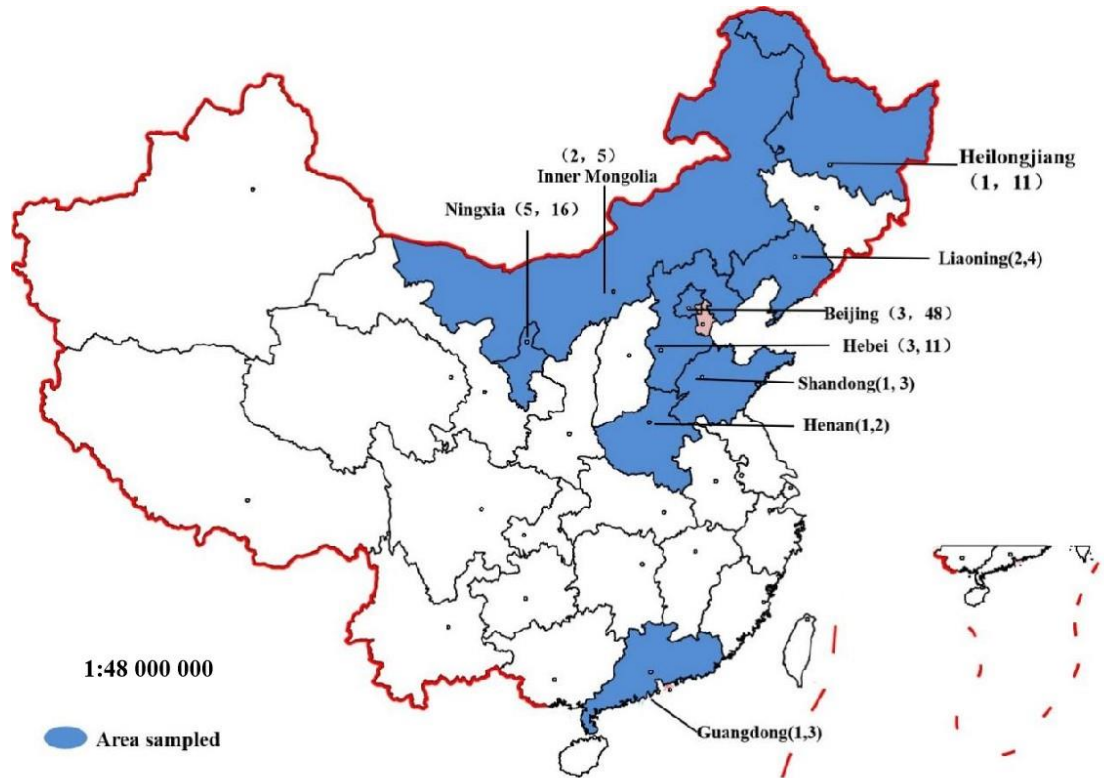 (2, 5)
Inner Mongolia
Ningxia (5, 16)
Heilongjiang
(1, 11)
Liaoning(2,4)
Beijing (3, 48)
Hebei (3, 11)
Shandong(1, 3)
Henan(1,2)
1:48 000 000
Area sampled
Guangdong(1,3)